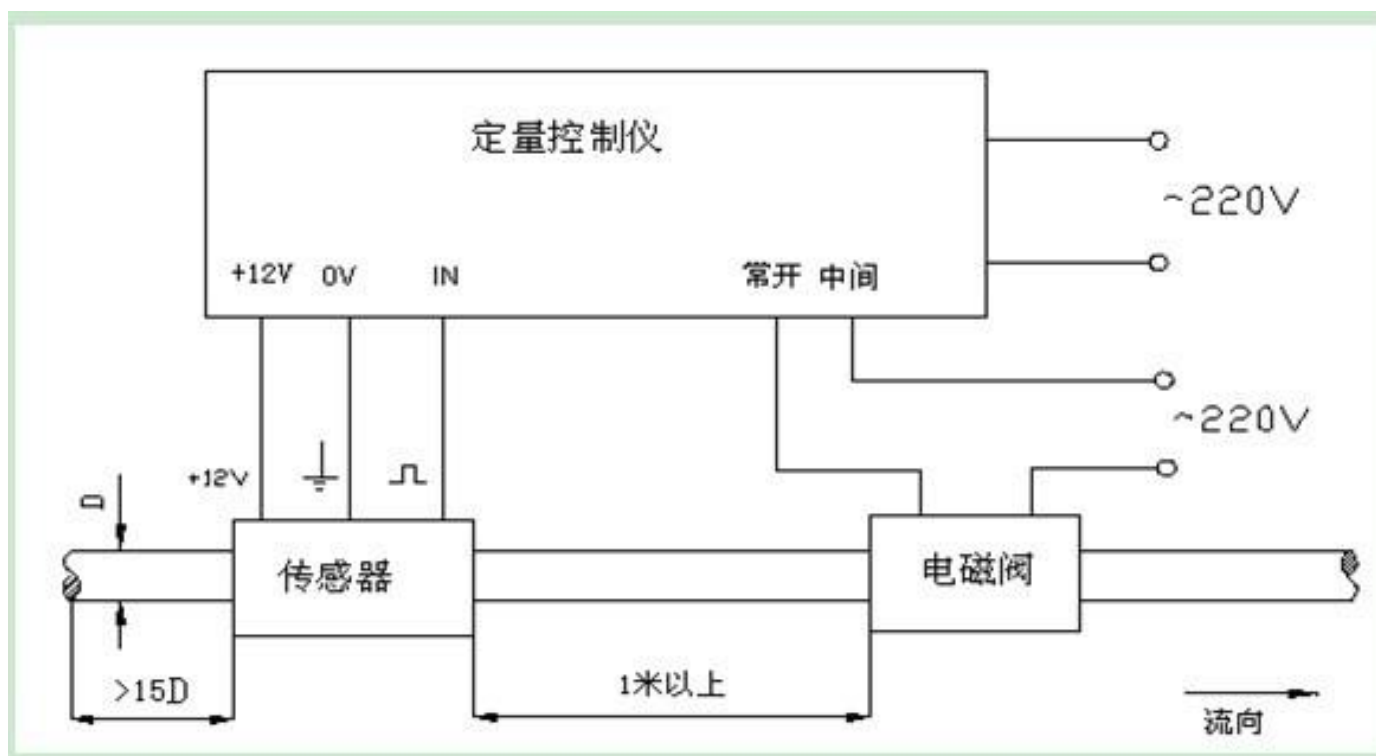 定量控制仪
~220V
+12V 0V IN 常开 中间
~220V
+12V
D
传感器
电磁阀
>15D
1米以上
流向